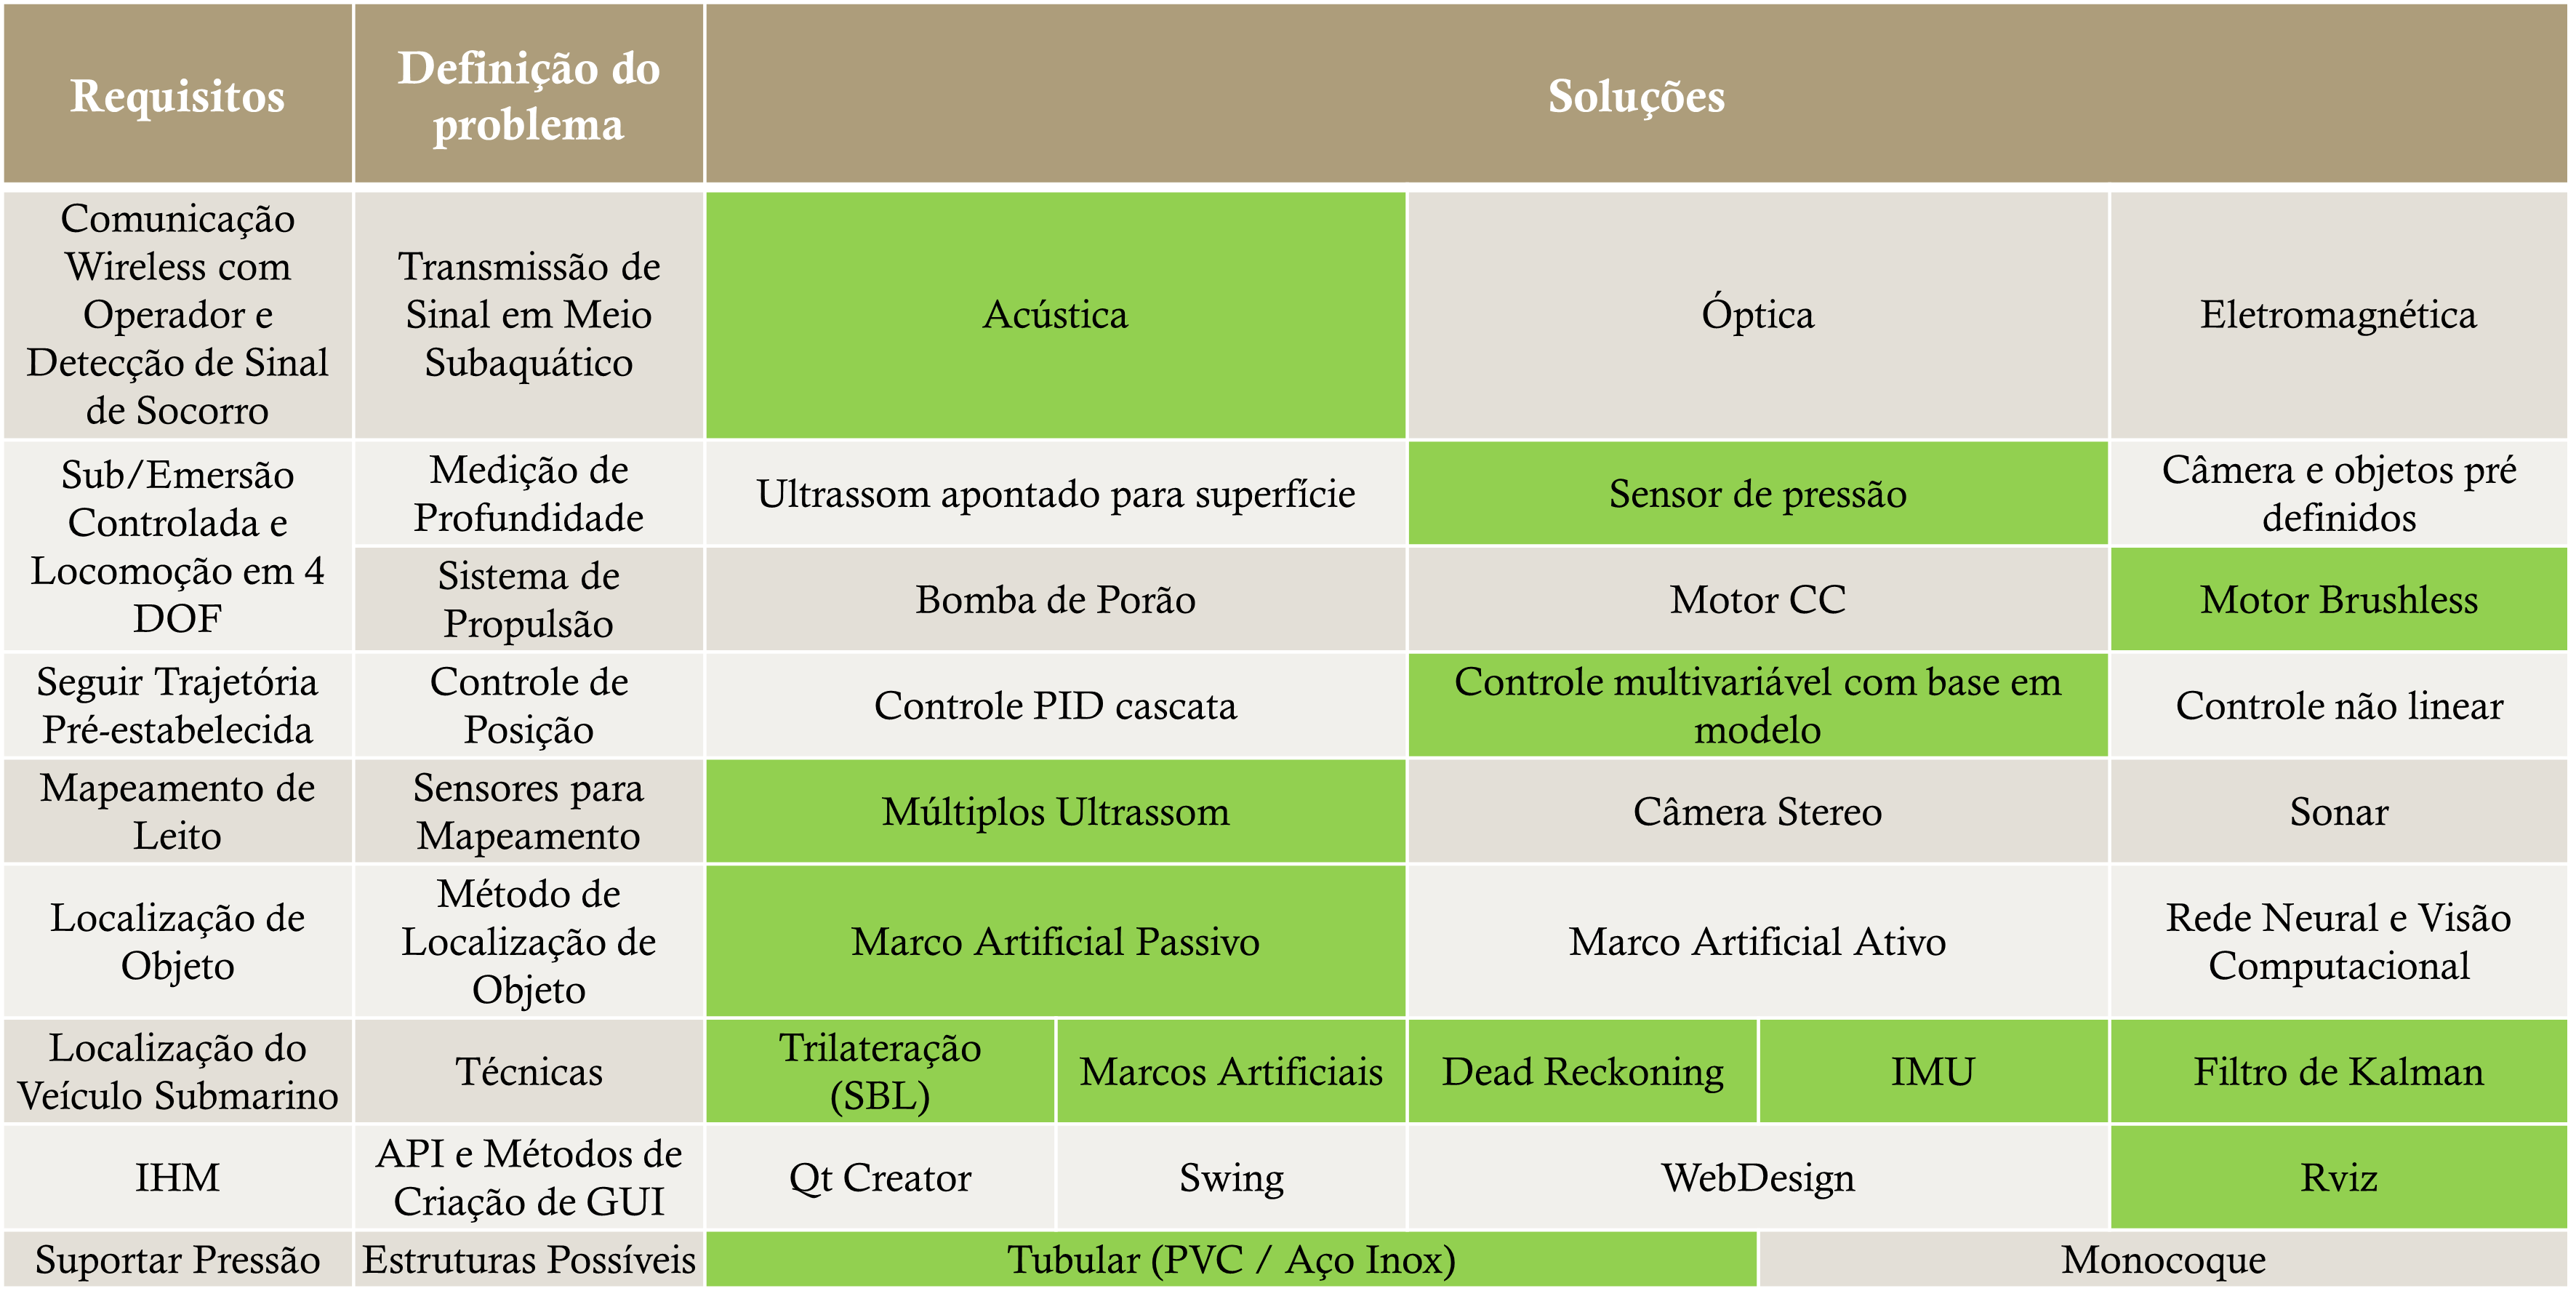 Requisitos
Definição do
problema
Soluções
Comunicação
Wireless com
Operador e
Detecção de Sinal
de Socorro
Transmissão de
Sinal em Meio
Subaquático
Acústica
Óptica
Eletromagnética
Sub/Emersão
Controlada e
Locomoção em 4
DOF
Medição de
Profundidade
Ultrassom apontado para superfície
Sensor de pressão
Câmera e objetos pré
definidos
Sistema de
Propulsão
Bomba de Porão
Motor CC
Motor Brushless
Seguir Trajetória
Pré-estabelecida
Controle de
Posição
Controle PID cascata
Controle multivariável com base em
modelo
Controle não linear
Mapeamento de
Leito
Sensores para
Mapeamento
Múltiplos Ultrassom
Câmera Stereo
Sonar
Localização de
Objeto
Método de
Localização de
Objeto
Marco Artificial Passivo
Marco Artificial Ativo
Rede Neural e Visão
Computacional
Localização do
Veículo Submarino
Técnicas
Trilateração
(SBL)
Marcos Artificiais
Dead Reckoning
IMU
Filtro de Kalman
IHM
API e Métodos de
Criação de GUI
Qt Creator
Swing
WebDesign
Rviz
Suportar Pressão
Estruturas Possíveis
Tubular (PVC / Aço Inox)
Monocoque